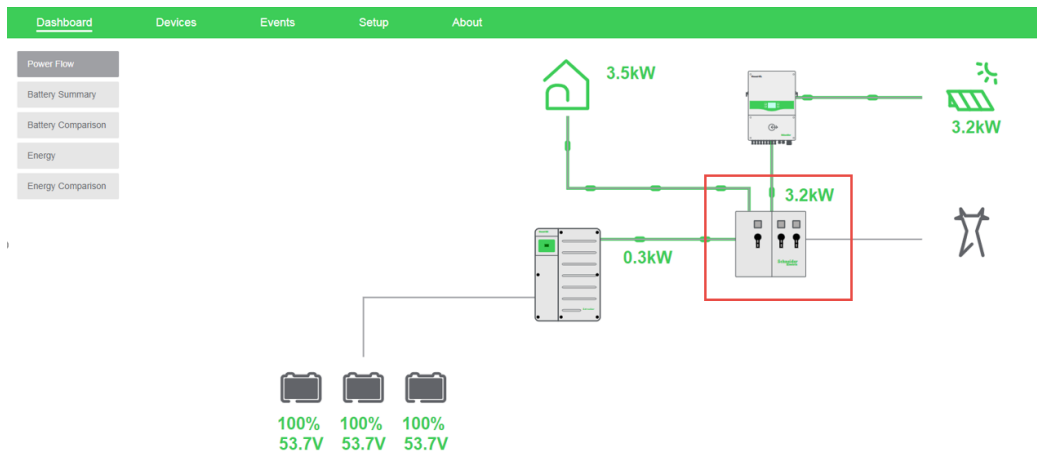 Dashboard Devices Events Setup About
Power Flow
Battery Summary
Battery Comparison
Energy
Energy Comparison
3.5kW
3.2kW
3.2kW
0.3kW
Schneider
100% 100% 100%
53.7V 53.7V 53.7V